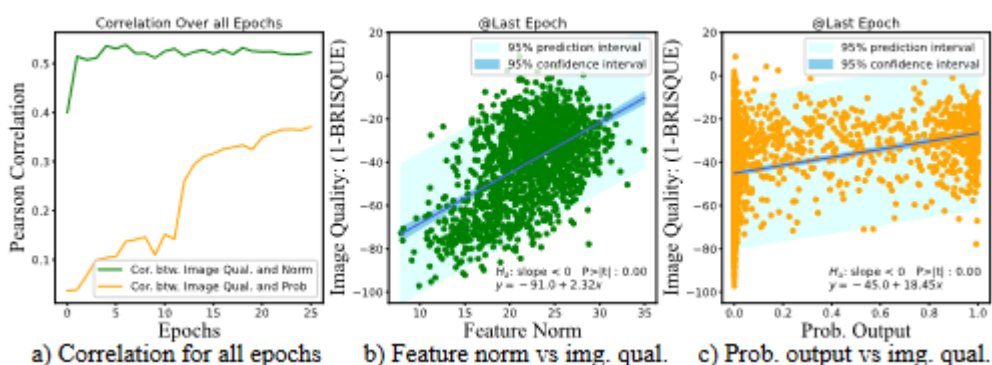 Correlation Over all Epochs
Pearson Correlation
0.5
0.4
0.3
0.2
0.1
Cor. btw. Image Qual. and Norm
Cor. btw. Image Qual. and Prob
0 5 10 15 20 25
Epochs
a) Correlation for all epochs
@Last Epoch
Image Quality: (1-BRISQUE)
20
0
−20
−40
−60
−80
−100
95% prediction interval
95% confidence interval
Hₐ: slope < 0 P>|t| : 0.00
y = − 91.0 + 2.32x
10 15 20 25 30 35
Feature Norm
b) Feature norm vs img. qual.
@Last Epoch
Image Quality: (1-BRISQUE)
20
0
−20
−40
−60
−80
−100
95% prediction interval
95% confidence interval
Hₐ: slope < 0 P>|t| : 0.00
y = − 45.0 + 18.45x
0.0 0.2 0.4 0.6 0.8 1.0
Prob. Output
c) Prob. output vs img. qual.